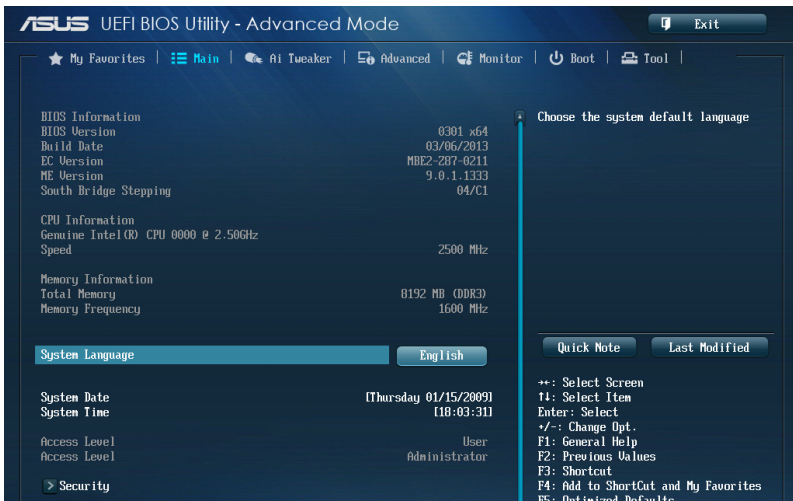 ASUS UEFI BIOS Utility - Advanced Mode
Exit
My Favorites | Main | Ai Tweaker | Advanced | Monitor | Boot | Tool |
BIOS Information
BIOS Version 0301 x64
Build Date 03/06/2013
EC Version MBE2-Z87-0211
ME Version 9.0.1.1333
South Bridge Stepping 04/C1
CPU Information
Genuine Intel(R) CPU 0000 @ 2.50GHz
Speed 2500 MHz
Memory Information
Total Memory 8192 MB (DDR3)
Memory Frequency 1600 MHz
System Language English
System Date [Thursday 01/15/2009]
System Time [18:03:31]
Access Level User
Access Level Administrator
> Security
Choose the system default language
Quick Note Last Modified
→←: Select Screen
↑↓: Select Item
Enter: Select
+/-: Change Opt.
F1: General Help
F2: Previous Values
F3: Shortcut
F4: Add to ShortCut and My Favorites
F5: Optimized Defaults